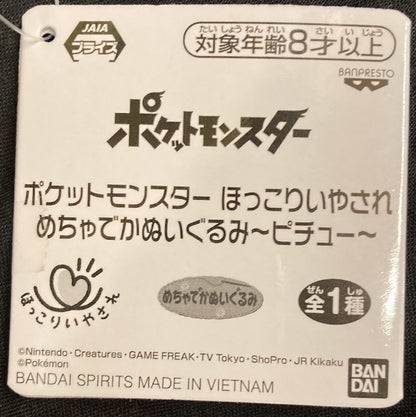 JAIA
プライズ
たいしょうねんれい さいいじょう
対象年齢8才以上
BANPRESTO
ポケットモンスター
ポケットモンスター ほっこりいやされ
めちゃでかぬいぐるみ〜ピチュー〜
ほっこりいやされ
めちゃでかぬいぐるみ
ぜん しゅ
全1種
©Nintendo・Creatures・GAME FREAK・TV Tokyo・ShoPro・JR Kikaku
©Pokémon
BANDAI SPIRITS MADE IN VIETNAM
BAN
DAI